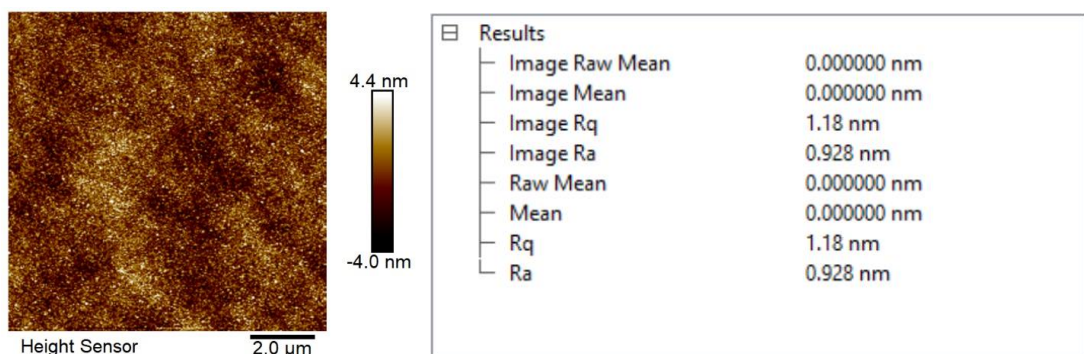 4.4 nm
-4.0 nm
Height Sensor
2.0 µm
Results
Image Raw Mean 0.000000 nm
Image Mean 0.000000 nm
Image Rq 1.18 nm
Image Ra 0.928 nm
Raw Mean 0.000000 nm
Mean 0.000000 nm
Rq 1.18 nm
Ra 0.928 nm